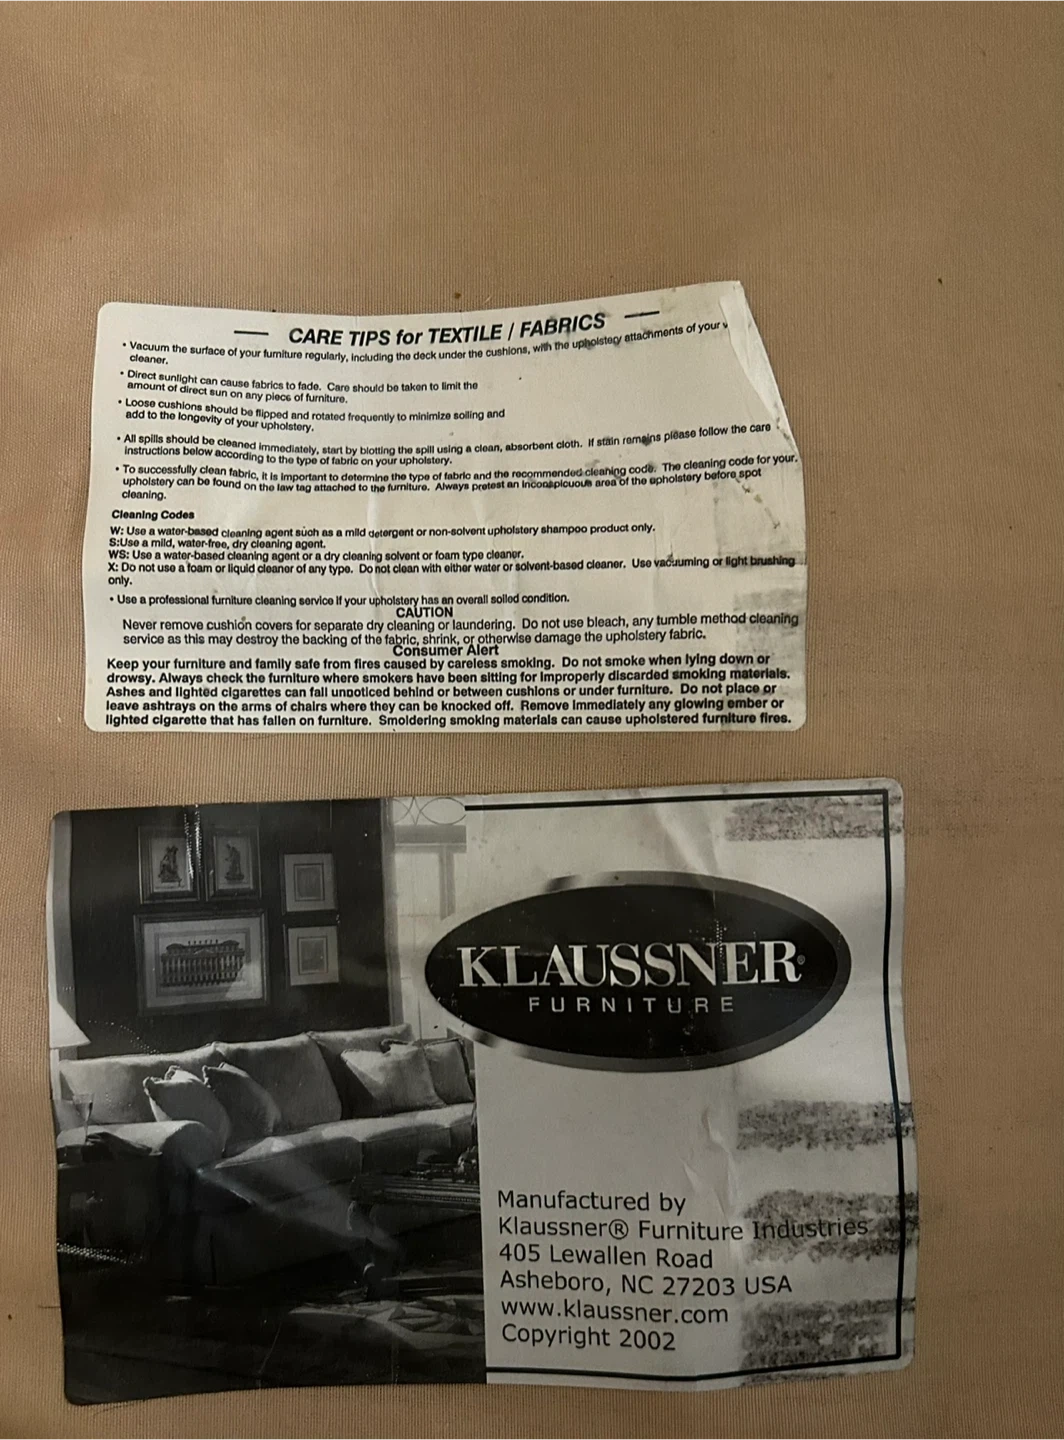 CARE TIPS for TEXTILE / FABRICS
• Vacuum the surface of your furniture regularly, including the deck under the cushions, with the upholstery attachments of your v
cleaner.
• Direct sunlight can cause fabrics to fade. Care should be taken to limit the
amount of direct sun on any piece of furniture.
• Loose cushions should be flipped and rotated frequently to minimize soiling and
add to the longevity of your upholstery.
• All spills should be cleaned immediately, start by blotting the spill using a clean, absorbent cloth. If stain remains please follow the care
instructions below according to the type of fabric on your upholstery.
• To successfully clean fabric, it is important to determine the type of fabric and the recommended cleaning code. The cleaning code for your
upholstery can be found on the law tag attached to the furniture. Always pretest an inconspicuous area of the upholstery before spot
cleaning.
Cleaning Codes
W: Use a water-based cleaning agent such as a mild detergent or non-solvent upholstery shampoo product only.
S:Use a mild, water-free, dry cleaning agent.
WS: Use a water-based cleaning agent or a dry cleaning solvent or foam type cleaner.
X: Do not use a foam or liquid cleaner of any type. Do not clean with either water or solvent-based cleaner. Use vacuuming or light brushing
only.
• Use a professional furniture cleaning service if your upholstery has an overall soiled condition.
CAUTION
Never remove cushion covers for separate dry cleaning or laundering. Do not use bleach, any tumble method cleaning
service as this may destroy the backing of the fabric, shrink, or otherwise damage the upholstery fabric.
Consumer Alert
Keep your furniture and family safe from fires caused by careless smoking. Do not smoke when lying down or
drowsy. Always check the furniture where smokers have been sitting for improperly discarded smoking materials.
Ashes and lighted cigarettes can fall unnoticed behind or between cushions or under furniture. Do not place or
leave ashtrays on the arms of chairs where they can be knocked off. Remove immediately any glowing ember or
lighted cigarette that has fallen on furniture. Smoldering smoking materials can cause upholstered furniture fires.
KLAUSSNER®
FURNITURE
Manufactured by
Klaussner® Furniture Industries
405 Lewallen Road
Asheboro, NC 27203 USA
www.klaussner.com
Copyright 2002